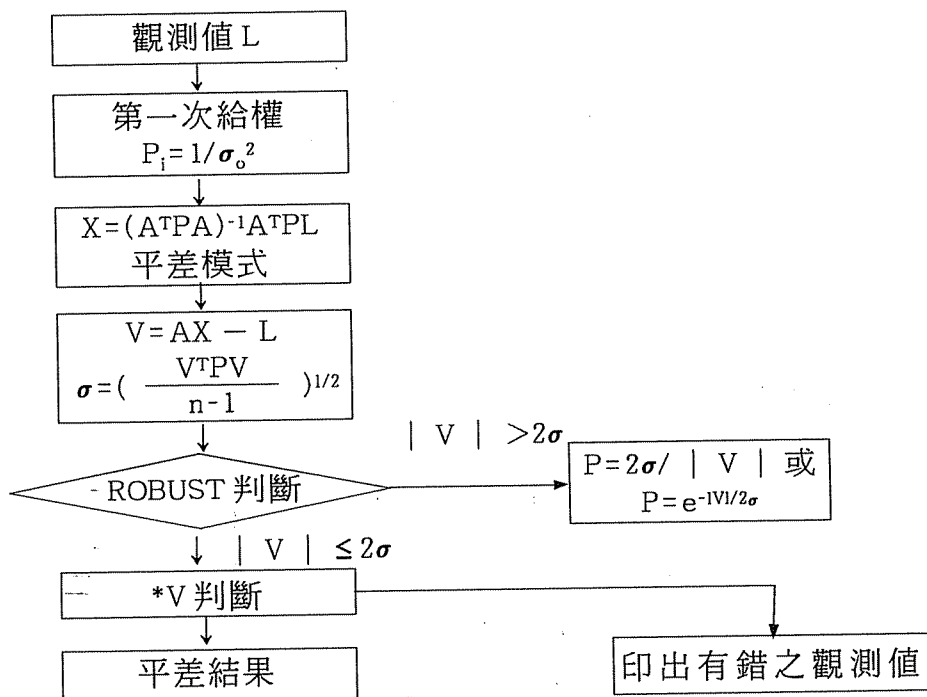 觀測值 L
第一次給權
Pᵢ=1/σₒ²
X=(AᵀPA)⁻¹AᵀPL
平差模式
V=AX − L
σ=( VᵀPV / n-1 )^1/2
| V | >2σ
P=2σ/ | V | 或
P=e^-|V|/2σ
ROBUST 判斷
| V | ≤2σ
*V 判斷
平差結果
印出有錯之觀測值